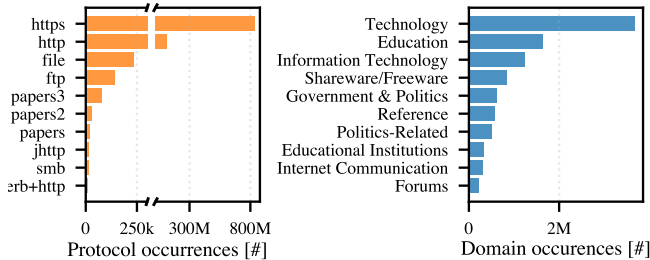 https
http
file
ftp
papers3
papers2
papers
jhttp
smb
erb+http
0 250k 300M 800M
Protocol occurrences [#]
Technology
Education
Information Technology
Shareware/Freeware
Government & Politics
Reference
Politics-Related
Educational Institutions
Internet Communication
Forums
0 2M
Domain occurences [#]